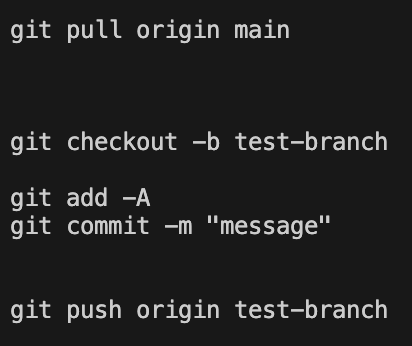 git pull origin main
git checkout -b test-branch
git add -A
git commit -m "message"
git push origin test-branch